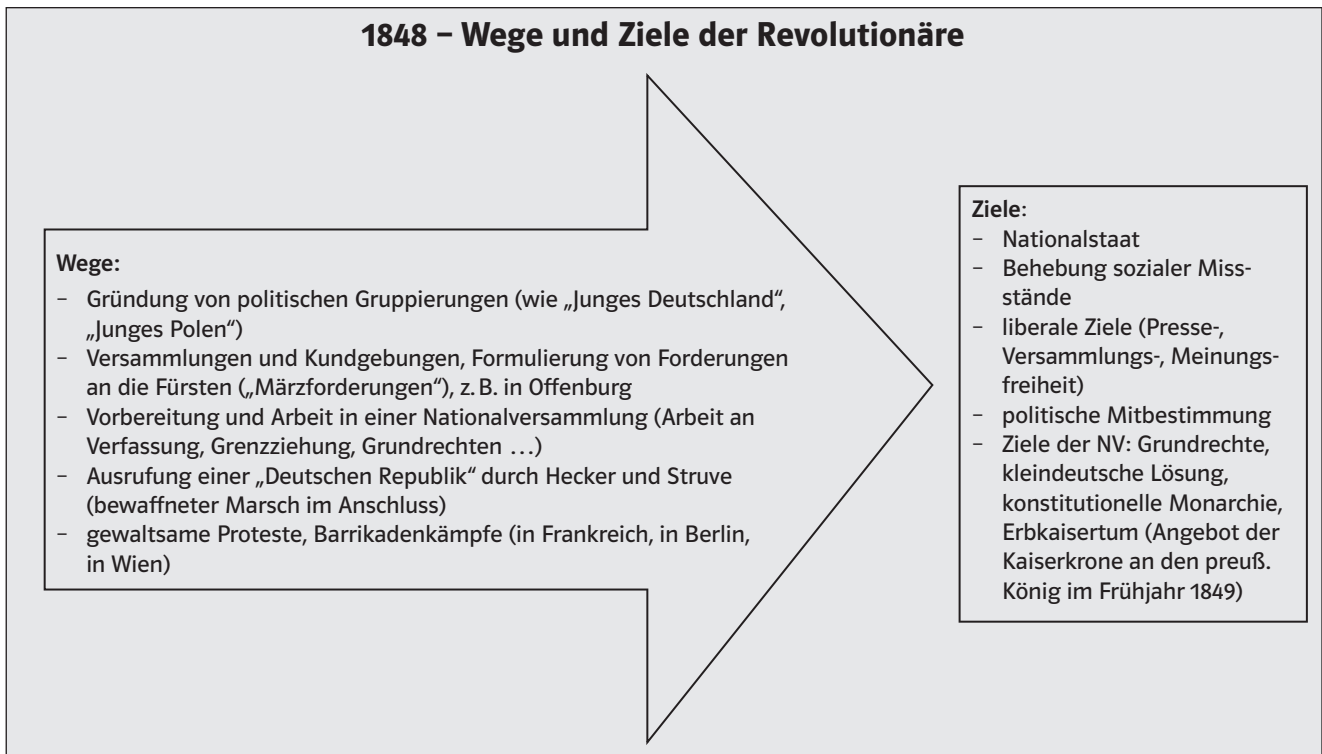 1848 – Wege und Ziele der Revolutionäre
Wege:
– Gründung von politischen Gruppierungen (wie „Junges Deutschland“,
„Junges Polen“)
– Versammlungen und Kundgebungen, Formulierung von Forderungen
an die Fürsten („Märzforderungen“), z. B. in Offenburg
– Vorbereitung und Arbeit in einer Nationalversammlung (Arbeit an
Verfassung, Grenzziehung, Grundrechten …)
– Ausrufung einer „Deutschen Republik“ durch Hecker und Struve
(bewaffneter Marsch im Anschluss)
– gewaltsame Proteste, Barrikadenkämpfe (in Frankreich, in Berlin,
in Wien)
Ziele:
– Nationalstaat
– Behebung sozialer Miss-
stände
– liberale Ziele (Presse-,
Versammlungs-, Meinungs-
freiheit)
– politische Mitbestimmung
– Ziele der NV: Grundrechte,
kleindeutsche Lösung,
konstitutionelle Monarchie,
Erbkaisertum (Angebot der
Kaiserkrone an den preuß.
König im Frühjahr 1849)